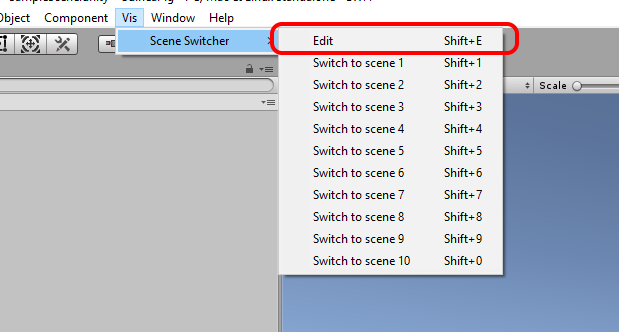 Object Component Vis Window Help
Scene Switcher
Edit Shift+E
Switch to scene 1 Shift+1
Switch to scene 2 Shift+2
Scale
Switch to scene 3 Shift+3
Switch to scene 4 Shift+4
Switch to scene 5 Shift+5
Switch to scene 6 Shift+6
Switch to scene 7 Shift+7
Switch to scene 8 Shift+8
Switch to scene 9 Shift+9
Switch to scene 10 Shift+0